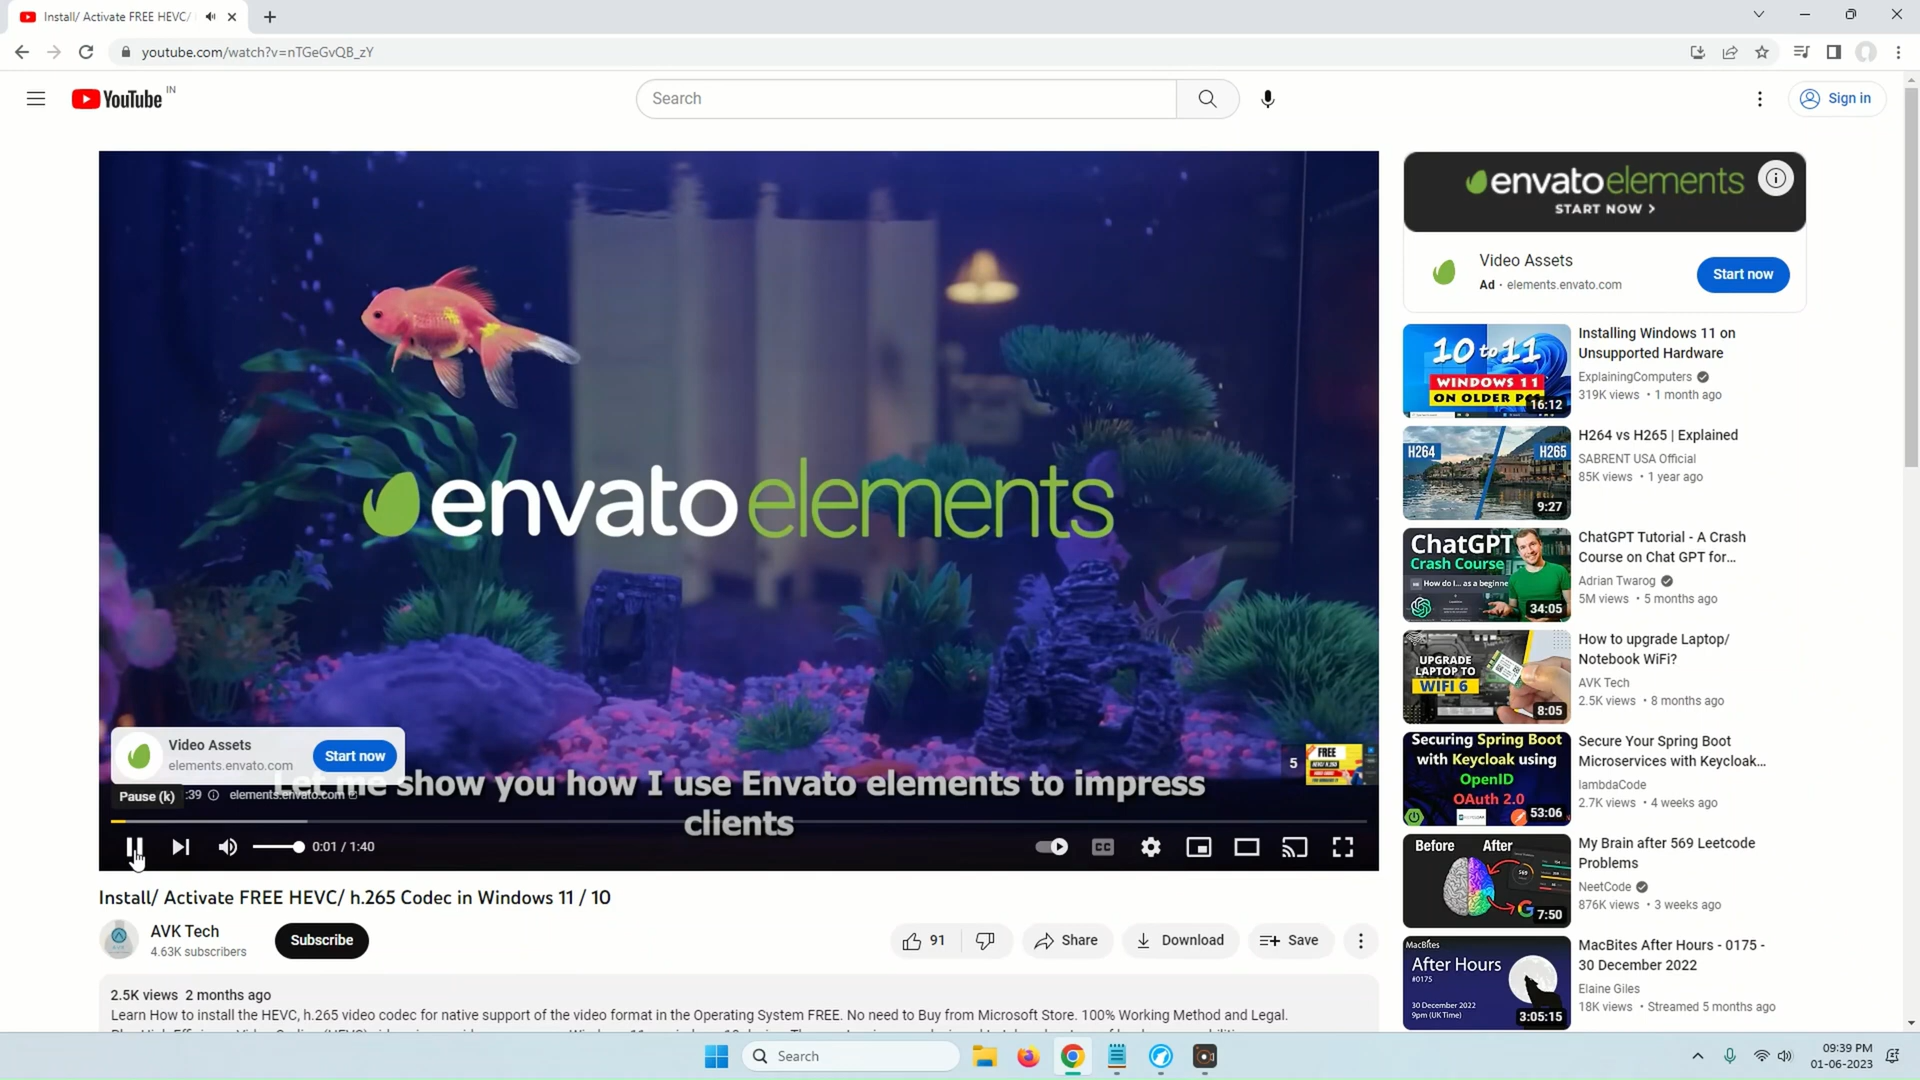 Install/ Activate FREE HEVC/
youtube.com/watch?v=nTGeGvQB_zY
YouTube IN
Search
Sign in
envatoelements
Let me show you how I use Envato elements to impress
clients
Video Assets
elements.envato.com
Start now
Pause (k)
:39 elements.envato.com
5
FREE
0:01 / 1:40
CC
Install/ Activate FREE HEVC/ h.265 Codec in Windows 11 / 10
AVK Tech
4.63K subscribers
Subscribe
91
Share
Download
Save
2.5K views 2 months ago
Learn How to install the HEVC, h.265 video codec for native support of the video format in the Operating System FREE. No need to Buy from Microsoft Store. 100% Working Method and Legal.
envatoelements
START NOW >
Video Assets
Ad · elements.envato.com
Start now
10 to 11
WINDOWS 11
ON OLDER PCs
16:12
Installing Windows 11 on
Unsupported Hardware
ExplainingComputers
319K views • 1 month ago
H264
H265
9:27
H264 vs H265 | Explained
SABRENT USA Official
85K views • 1 year ago
ChatGPT
Crash Course
How do I... as a beginne
34:05
ChatGPT Tutorial - A Crash
Course on Chat GPT for...
Adrian Twarog
5M views • 5 months ago
UPGRADE
LAPTOP TO
WIFI 6
8:05
How to upgrade Laptop/
Notebook WiFi?
AVK Tech
2.5K views • 8 months ago
Securing Spring Boot
with Keycloak using
OpenID
OAuth 2.0
53:06
Secure Your Spring Boot
Microservices with Keycloak...
lambdaCode
2.7K views • 4 weeks ago
Before After
7:50
My Brain after 569 Leetcode
Problems
NeetCode
876K views • 3 weeks ago
MacBites
After Hours
#0175
30 December 2022
9pm (UK Time)
3:05:15
MacBites After Hours - 0175 -
30 December 2022
Elaine Giles
18K views • Streamed 5 months ago
Search
09:39 PM
01-06-2023